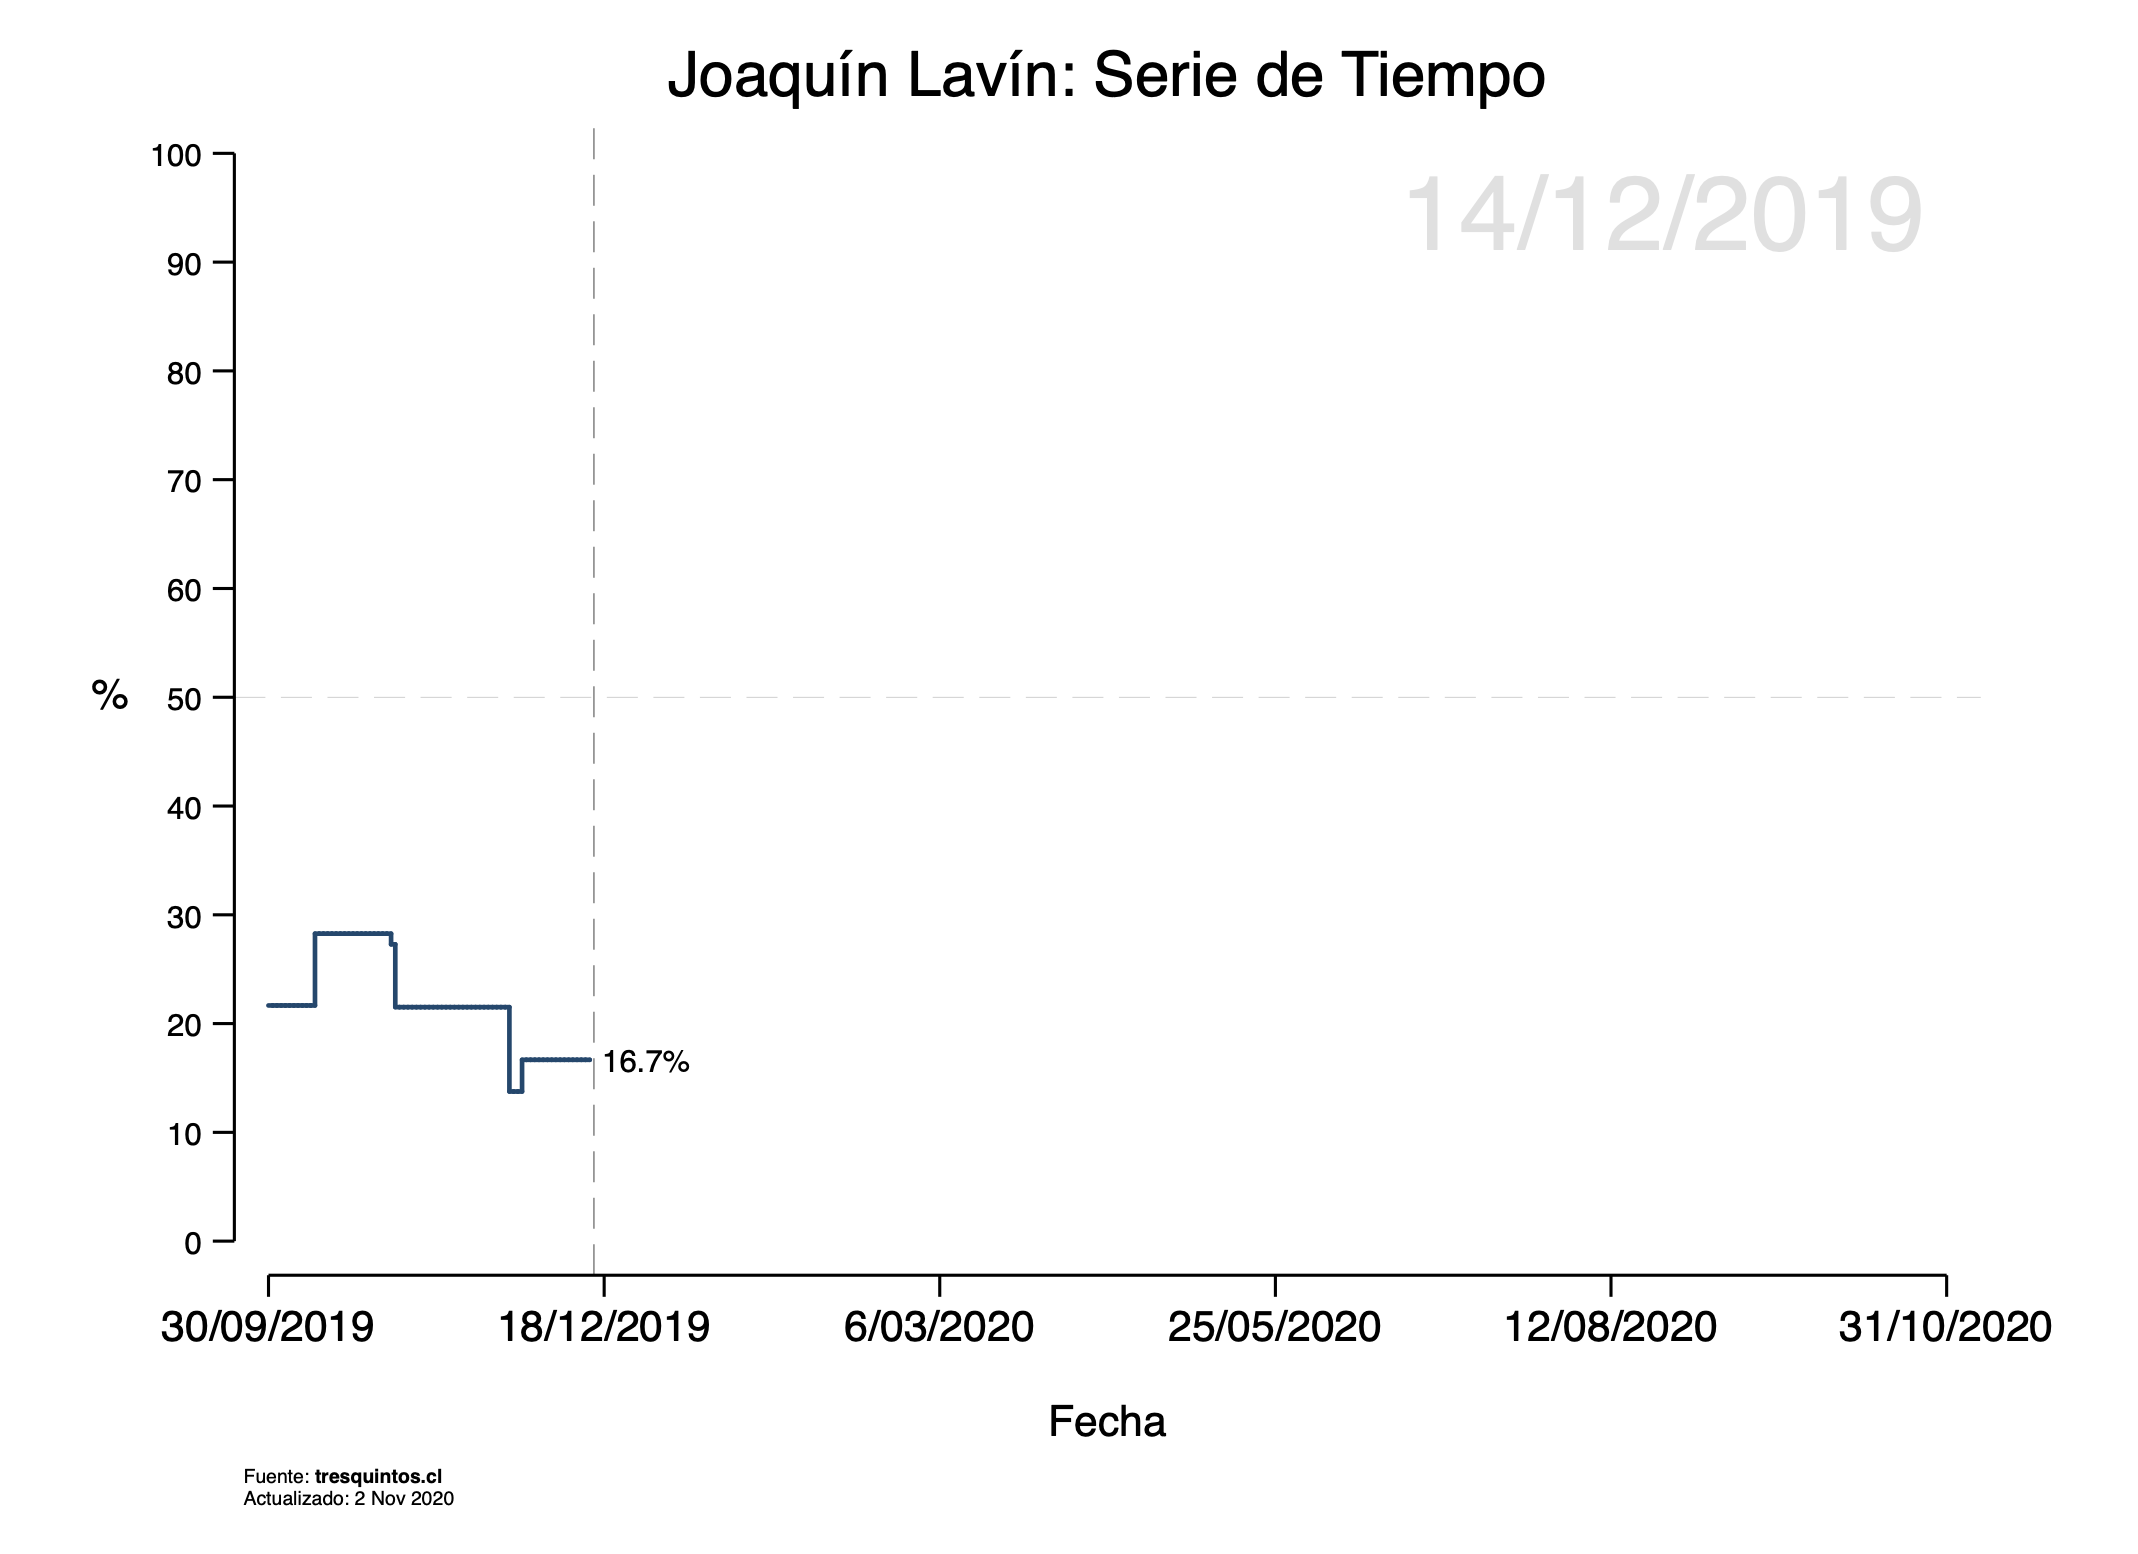 Joaquín Lavín: Serie de Tiempo
14/12/2019
100
90
80
70
60
50
40
30
20
10
0
%
16.7%
30/09/2019 18/12/2019 6/03/2020 25/05/2020 12/08/2020 31/10/2020
Fecha
Fuente: tresquintos.cl
Actualizado: 2 Nov 2020